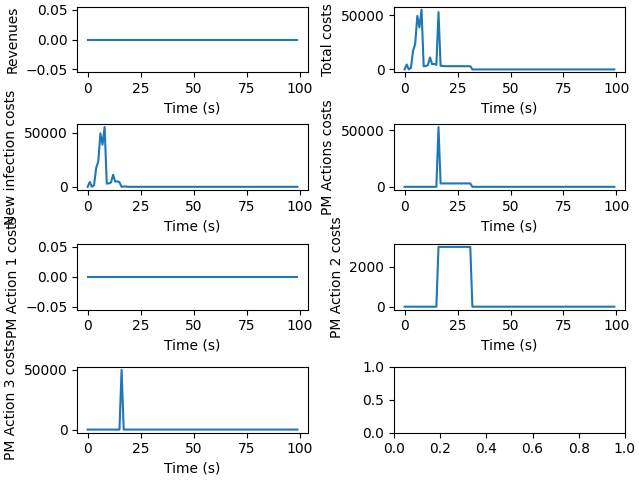 Revenues
0.05
0.00
−0.05
0 25 50 75 100
Time (s)
Total costs
50000
0
0 25 50 75 100
Time (s)
New infection costs
50000
0
0 25 50 75 100
Time (s)
PM Actions costs
50000
0
0 25 50 75 100
Time (s)
PM Action 1 costs
0.05
0.00
−0.05
0 25 50 75 100
Time (s)
PM Action 2 costs
2000
0
0 25 50 75 100
Time (s)
PM Action 3 costs
50000
0
0 25 50 75 100
Time (s)
1.0
0.5
0.0
0.0 0.2 0.4 0.6 0.8 1.0